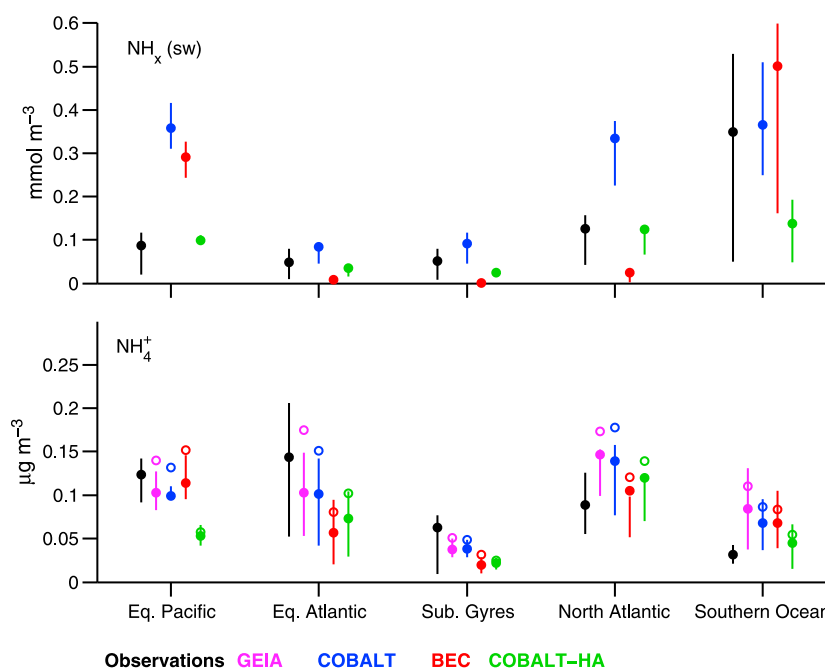 0.6
NHx (sw)
0.5
0.4
0.3
0.2
0.1
0
mmol m−3
NH4+
0.25
0.2
0.15
0.1
0.05
0
µg m−3
Eq. Pacific Eq. Atlantic Sub. Gyres North Atlantic Southern Ocean
Observations GEIA COBALT BEC COBALT−HA